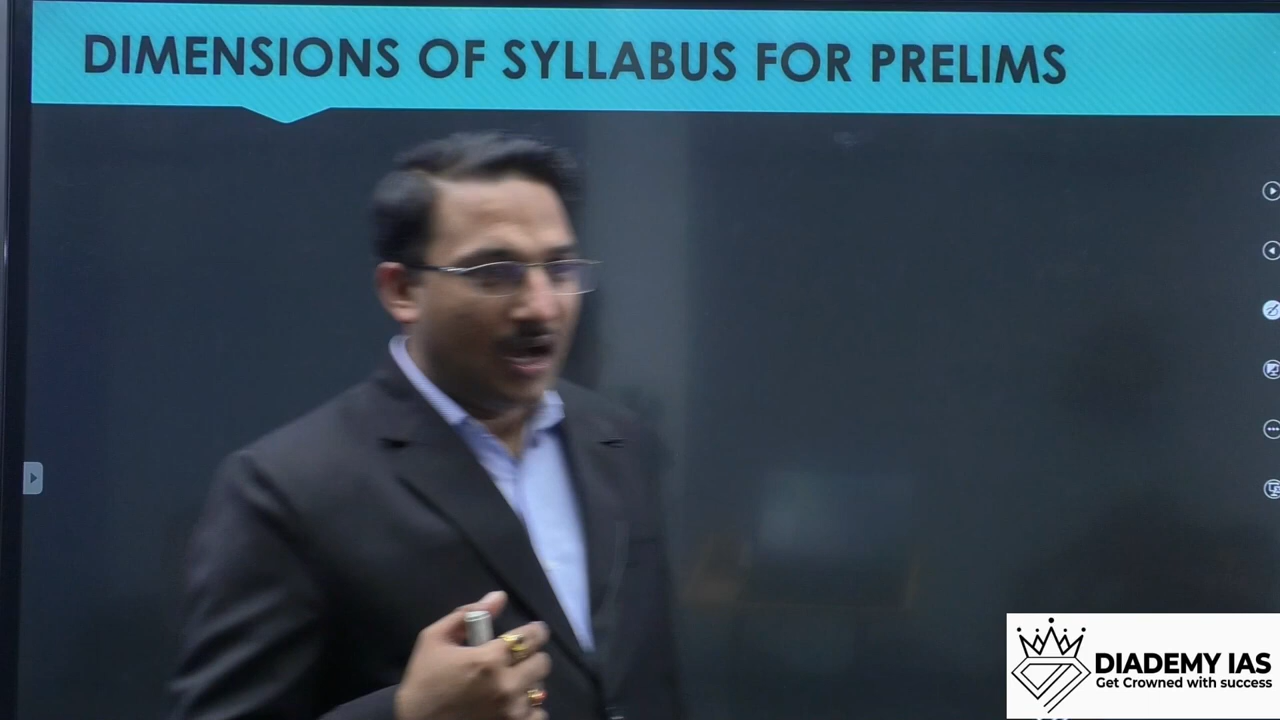 DIMENSIONS OF SYLLABUS FOR PRELIMS
DIADEMY IAS
Get Crowned with success